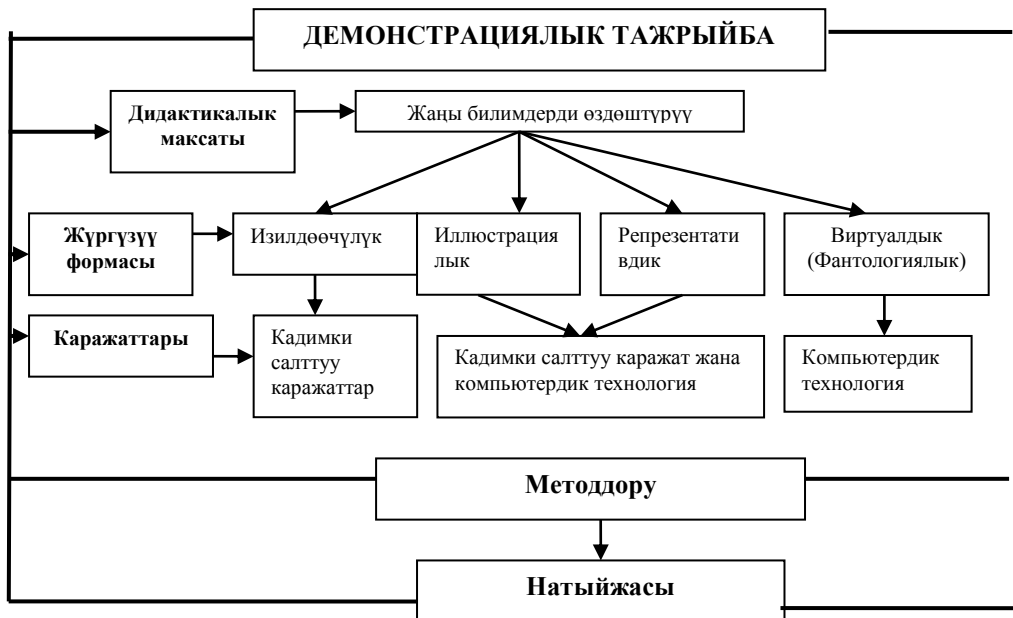 ДЕМОНСТРАЦИЯЛЫК ТАЖРЫЙБА
Дидактикалык
максаты
Жаңы билимдерди өздөштүрүү
Жүргүзүү
формасы
Изилдөөчүлүк
Иллюстрация
лык
Репрезентати
вдик
Виртуалдык
(Фантологиялык)
Каражаттары
Кадимки
салттуу
каражаттар
Кадимки салттуу каражат жана
компьютердик технология
Компьютердик
технология
Методдору
Натыйжасы